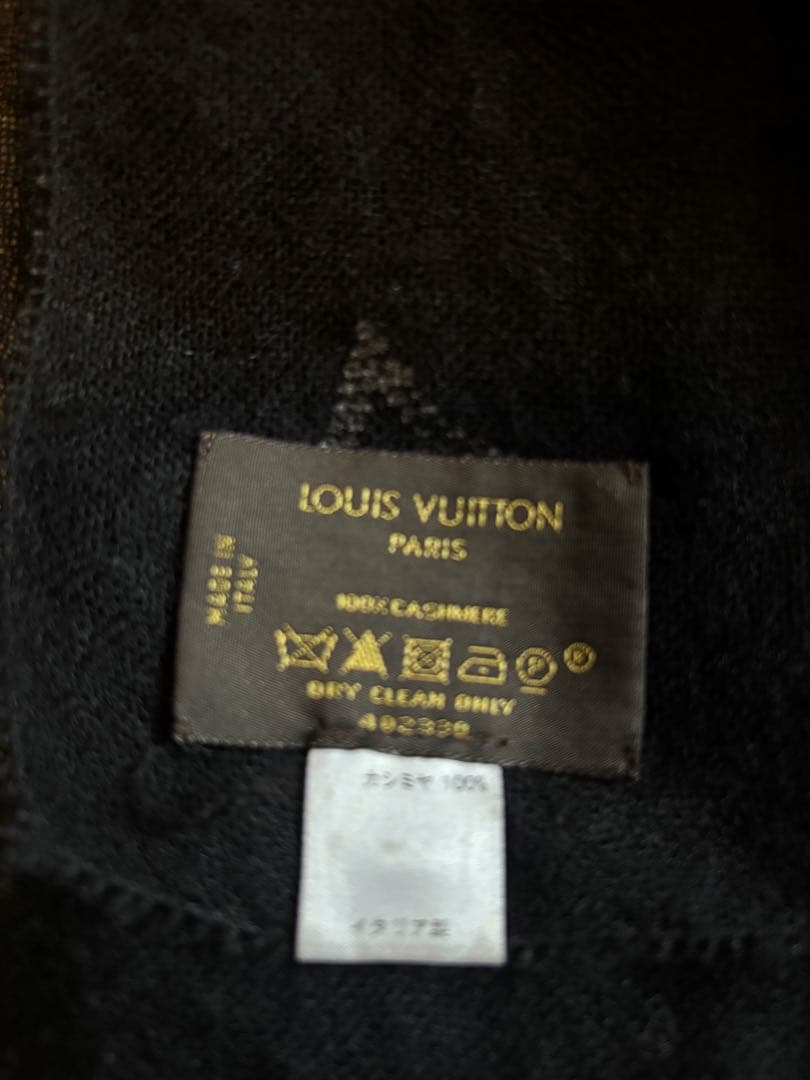 LOUIS VUITTON
PARIS
MADE IN
ITALY
100% CASHMERE
P
DRY CLEAN ONLY
カシミヤ 100%
イタリア製